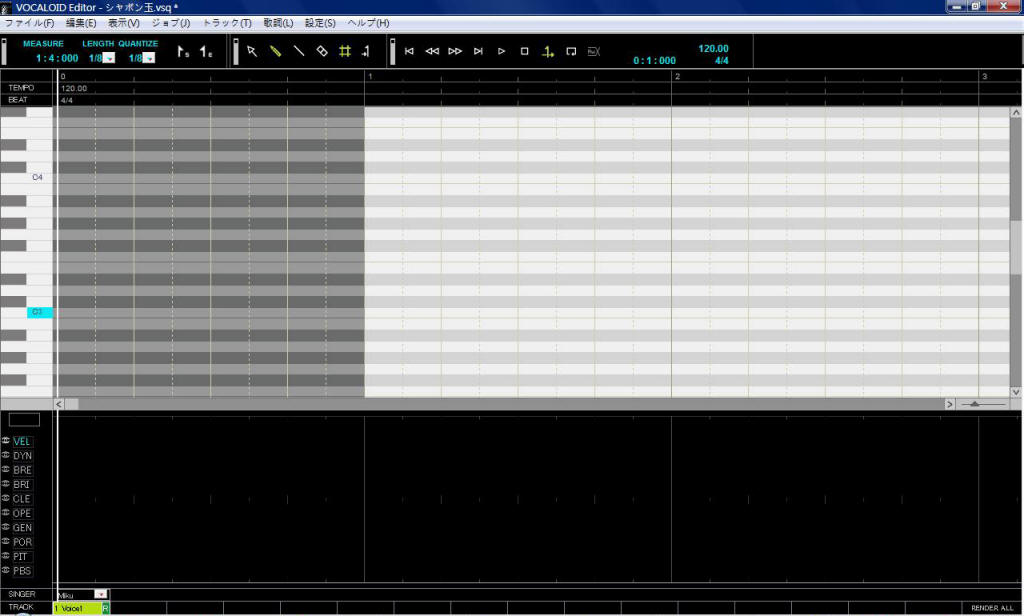 VOCALOID Editor - シャボン玉.vsq *
ファイル(F) 編集(E) 表示(V) ジョブ(J) トラック(T) 歌詞(L) 設定(S) ヘルプ(H)
MEASURE LENGTH QUANTIZE
1:4:000 1/8 1/8
0:1:000
120.00
4/4
0 1 2 3
TEMPO 120.00
BEAT 4/4
C4
C3
VEL
DYN
BRE
BRI
CLE
OPE
GEN
POR
PIT
PBS
SINGER Miku
TRACK 1 Voice1 R RENDER ALL